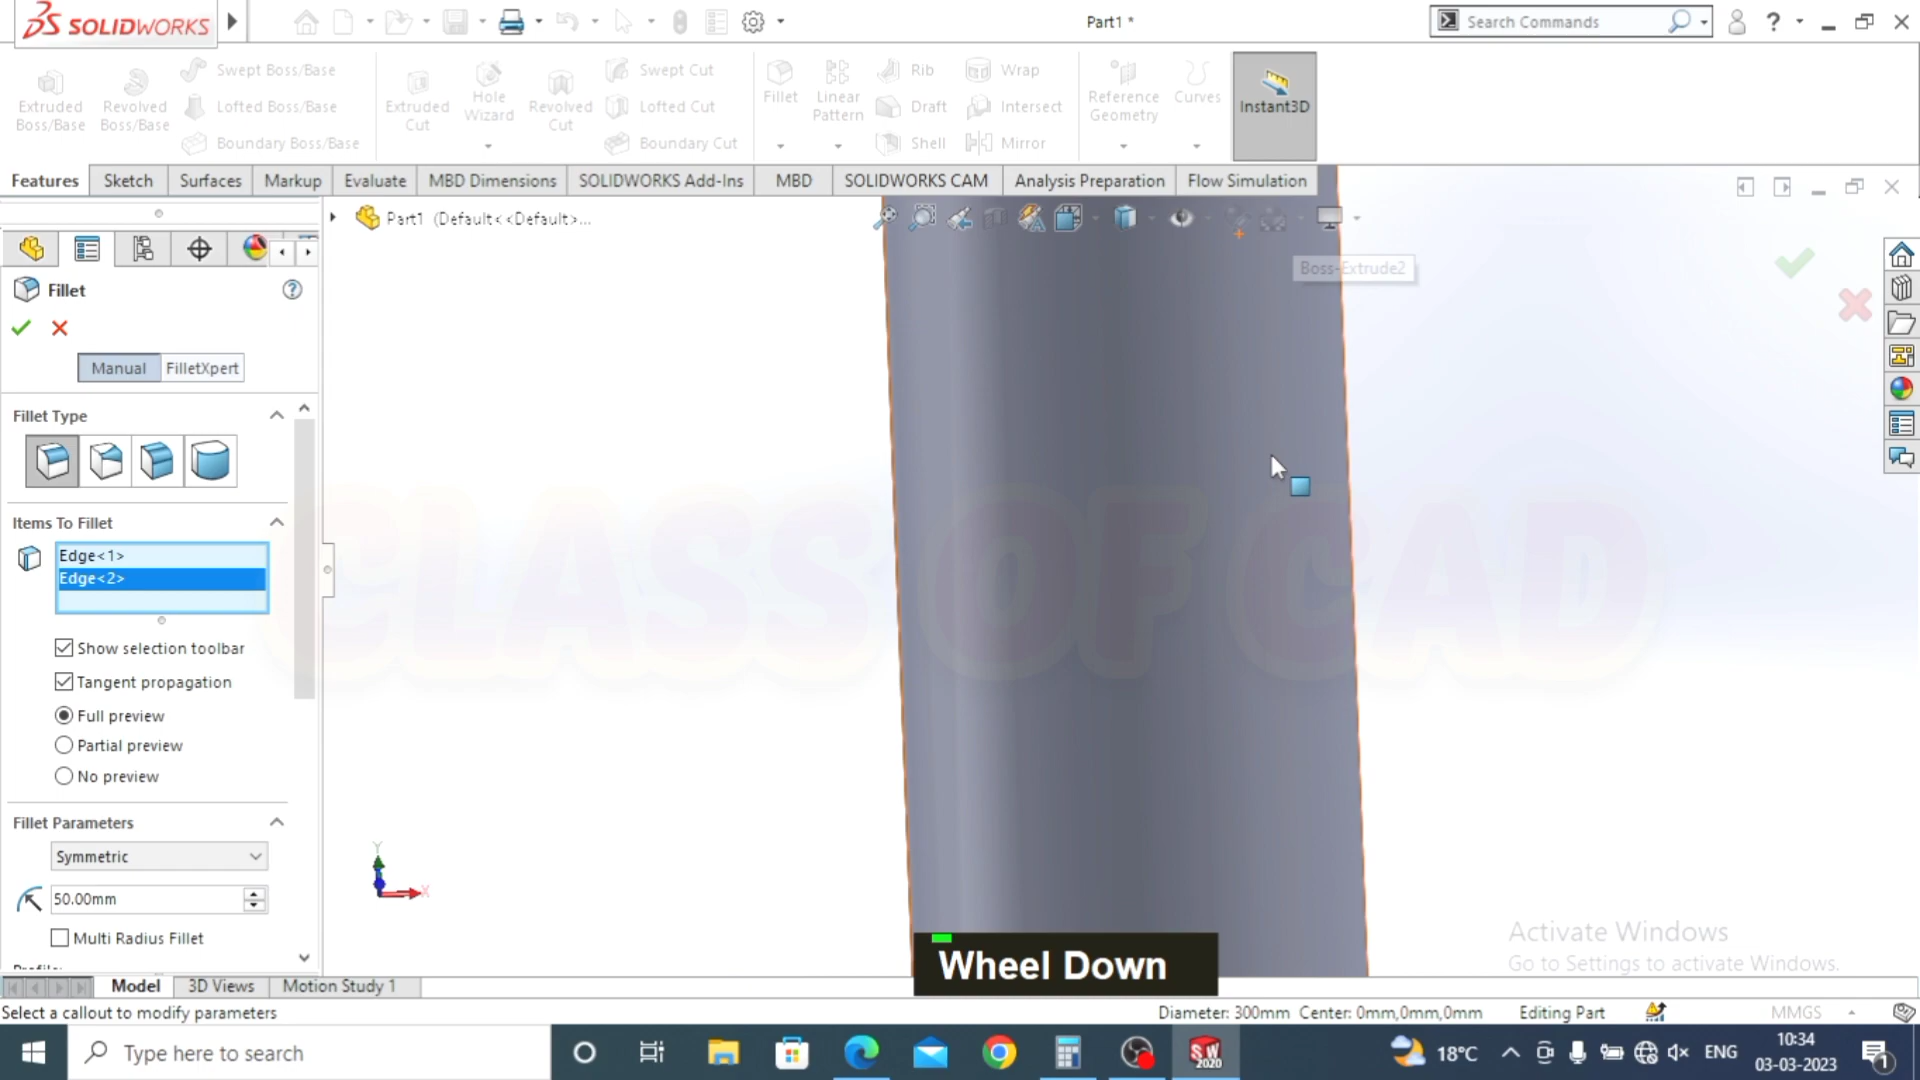 SOLIDWORKS
Part1 *
Search Commands
Extruded Boss/Base
Revolved Boss/Base
Swept Boss/Base
Lofted Boss/Base
Boundary Boss/Base
Extruded Cut
Hole Wizard
Revolved Cut
Swept Cut
Lofted Cut
Boundary Cut
Fillet
Linear Pattern
Rib
Draft
Shell
Wrap
Intersect
Mirror
Reference Geometry
Curves
Instant3D
Features
Sketch
Surfaces
Markup
Evaluate
MBD Dimensions
SOLIDWORKS Add-Ins
MBD
SOLIDWORKS CAM
Analysis Preparation
Flow Simulation
Part1 (Default<<Default>...
Boss-Extrude2
Fillet
Manual
FilletXpert
Fillet Type
Items To Fillet
Edge<1>
Edge<2>
Show selection toolbar
Tangent propagation
Full preview
Partial preview
No preview
Fillet Parameters
Symmetric
50.00mm
Multi Radius Fillet
CLASS OF CAD
Y
X
Wheel Down
Activate Windows
Go to Settings to activate Windows.
Model
3D Views
Motion Study 1
Select a callout to modify parameters
Diameter: 300mm Center: 0mm,0mm,0mm
Editing Part
MMGS
Type here to search
SW 2020
18°C
ENG
10:34
03-03-2023
1